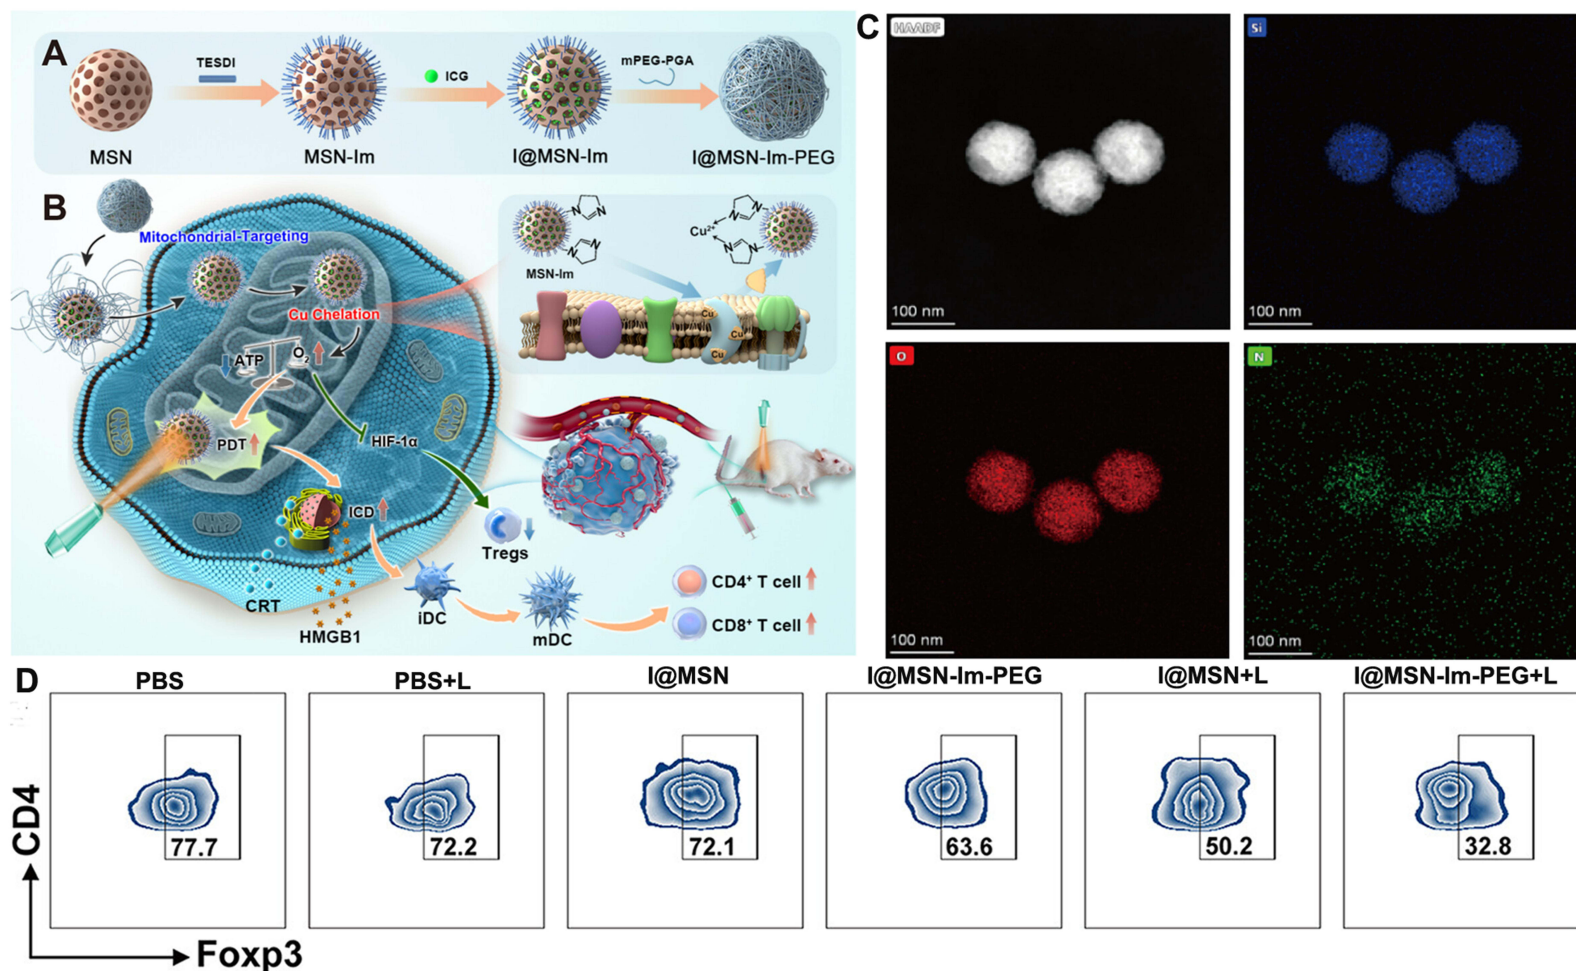 A
TESDI
ICG
mPEG-PGA
MSN
MSN-Im
I@MSN-Im
I@MSN-Im-PEG
B
Mitochondrial-Targeting
Cu Chelation
ATP
O₂
PDT
HIF-1α
ICD
Tregs
CRT
HMGB1
iDC
mDC
CD4⁺ T cell
CD8⁺ T cell
N
N
N
N
MSN-Im
Cu²⁺
N
N
N
N
Cu
Cu
Cu
C
HAADF
100 nm
Si
100 nm
O
100 nm
N
100 nm
D
PBS
PBS+L
I@MSN
I@MSN-Im-PEG
I@MSN+L
I@MSN-Im-PEG+L
77.7
72.2
72.1
63.6
50.2
32.8
CD4
Foxp3